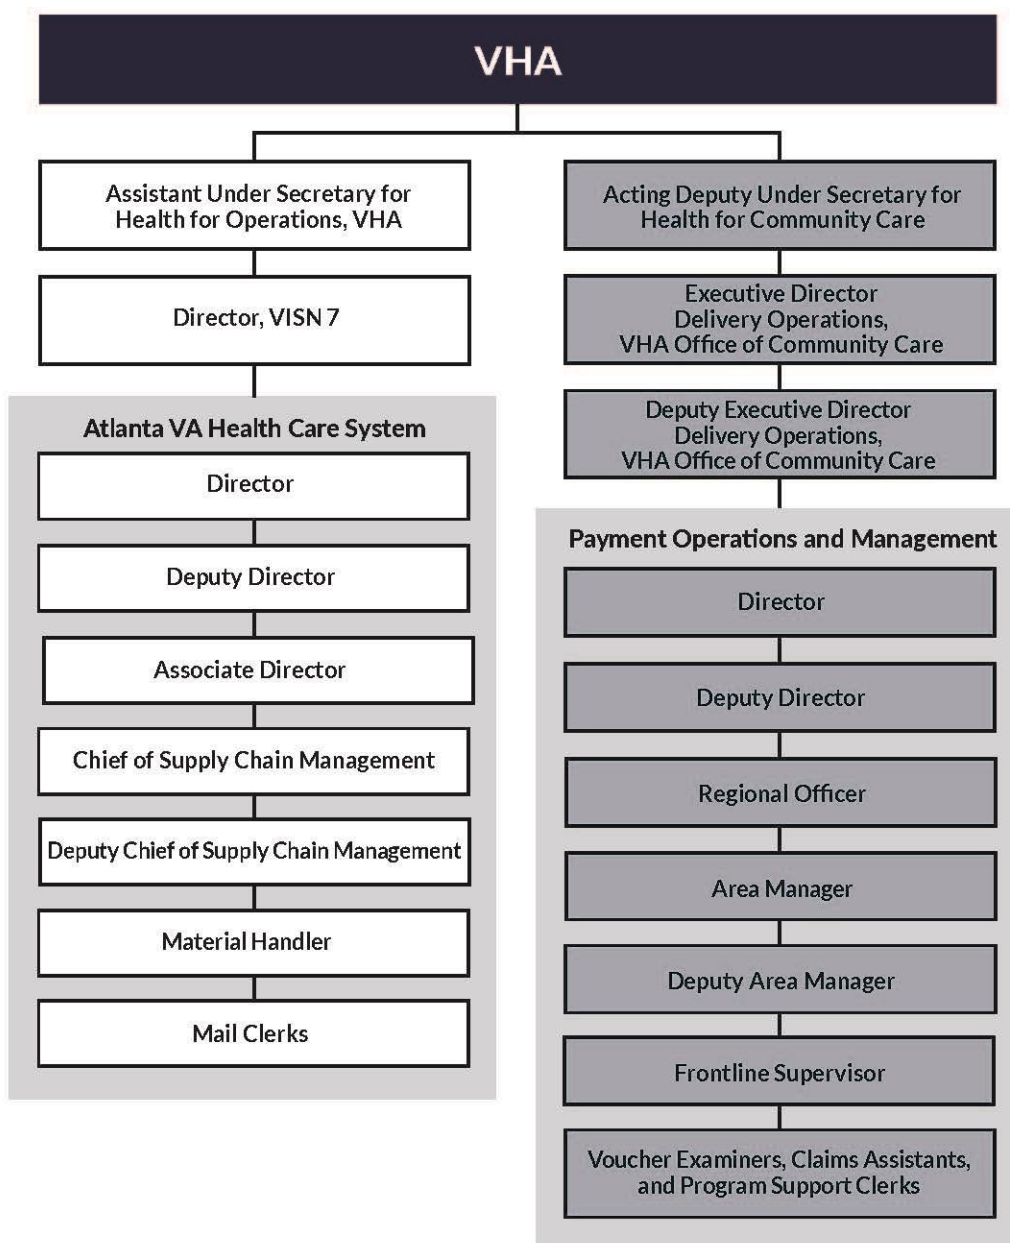 VHA
Assistant Under Secretary for
Health for Operations, VHA
Director, VISN 7
Atlanta VA Health Care System
Director
Deputy Director
Associate Director
Chief of Supply Chain Management
Deputy Chief of Supply Chain Management
Material Handler
Mail Clerks
Acting Deputy Under Secretary for
Health for Community Care
Executive Director
Delivery Operations,
VHA Office of Community Care
Deputy Executive Director
Delivery Operations,
VHA Office of Community Care
Payment Operations and Management
Director
Deputy Director
Regional Officer
Area Manager
Deputy Area Manager
Frontline Supervisor
Voucher Examiners, Claims Assistants,
and Program Support Clerks